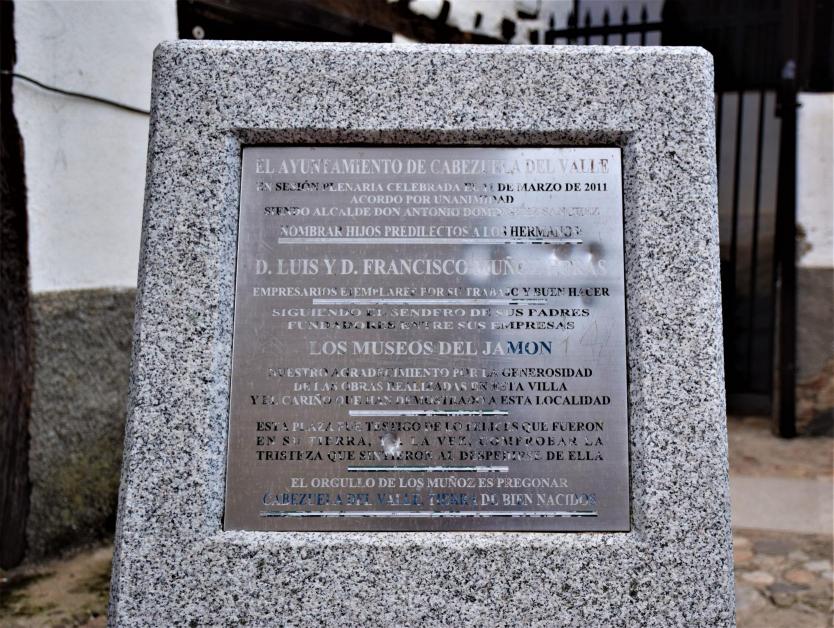 EL AYUNTAMIENTO DE CABEZUELA DEL VALLE
EN SESIÓN PLENARIA CELEBRADA EL DE MARZO DE 2011
ACORDO POR UNANIMIDAD
SIENDO ALCALDE DON ANTONIO DOMINGUEZ SANCHEZ
NOMBRAR HIJOS PREDILECTOS A LOS HERMANOS
D. LUIS Y D. FRANCISCO MUÑOZ
EMPRESARIOS EJEMPLARES POR SU TRABAJO Y BUEN HACER
SIGUIENDO EL SENDERO DE SUS PADRES
FUNDADORES ENTRE SUS EMPRESAS
LOS MUSEOS DEL JAMON
NUESTRO AGRADECIMIENTO POR LA GENEROSIDAD
DE LAS OBRAS REALIZADAS EN ESTA VILLA
Y EL CARIÑO QUE HAN DEMOSTRADO A ESTA LOCALIDAD
ESTA PLAZA FUE TESTIGO DE LO FELICES QUE FUERON
EN SU TIERRA, Y A LA VEZ, COMPROBAR LA
TRISTEZA QUE SINTIERON AL DESPEDIRSE DE ELLA
EL ORGULLO DE LOS MUÑOZ ES PREGONAR
CABEZUELA DEL VALLE, TIERRA DE BIEN NACIDOS